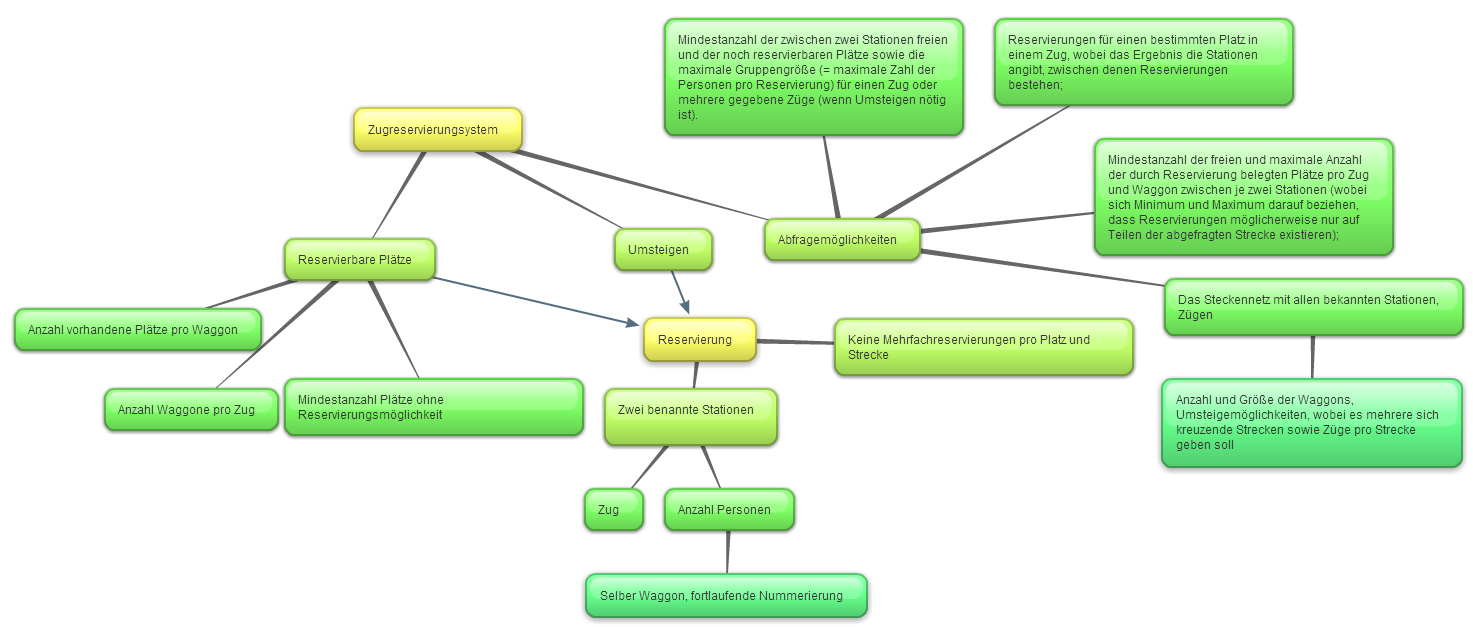 Mindestanzahl der zwischen zwei Stationen freien
und der noch reservierbaren Plätze sowie die
maximale Gruppengröße (= maximale Zahl der
Personen pro Reservierung) für einen Zug oder
mehrere gegebene Züge (wenn Umsteigen nötig
ist).
Reservierungen für einen bestimmten Platz in
einem Zug, wobei das Ergebnis die Stationen
angibt, zwischen denen Reservierungen
bestehen;
Zugreservierungsystem
Mindestanzahl der freien und maximale Anzahl
der durch Reservierung belegten Plätze pro Zug
und Waggon zwischen je zwei Stationen (wobei
sich Minimum und Maximum darauf beziehen,
dass Reservierungen möglicherweise nur auf
Teilen der abgefragten Strecke existieren);
Abfragemöglichkeiten
Umsteigen
Reservierbare Plätze
Das Steckennetz mit allen bekannten Stationen,
Zügen
Anzahl vorhandene Plätze pro Waggon
Reservierung
Keine Mehrfachreservierungen pro Platz und
Strecke
Anzahl Waggone pro Zug
Mindestanzahl Plätze ohne
Reservierungsmöglichkeit
Zwei benannte Stationen
Anzahl und Größe der Waggons,
Umsteigemöglichkeiten, wobei es mehrere sich
kreuzende Strecken sowie Züge pro Strecke
geben soll
Zug
Anzahl Personen
Selber Waggon, fortlaufende Nummerierung